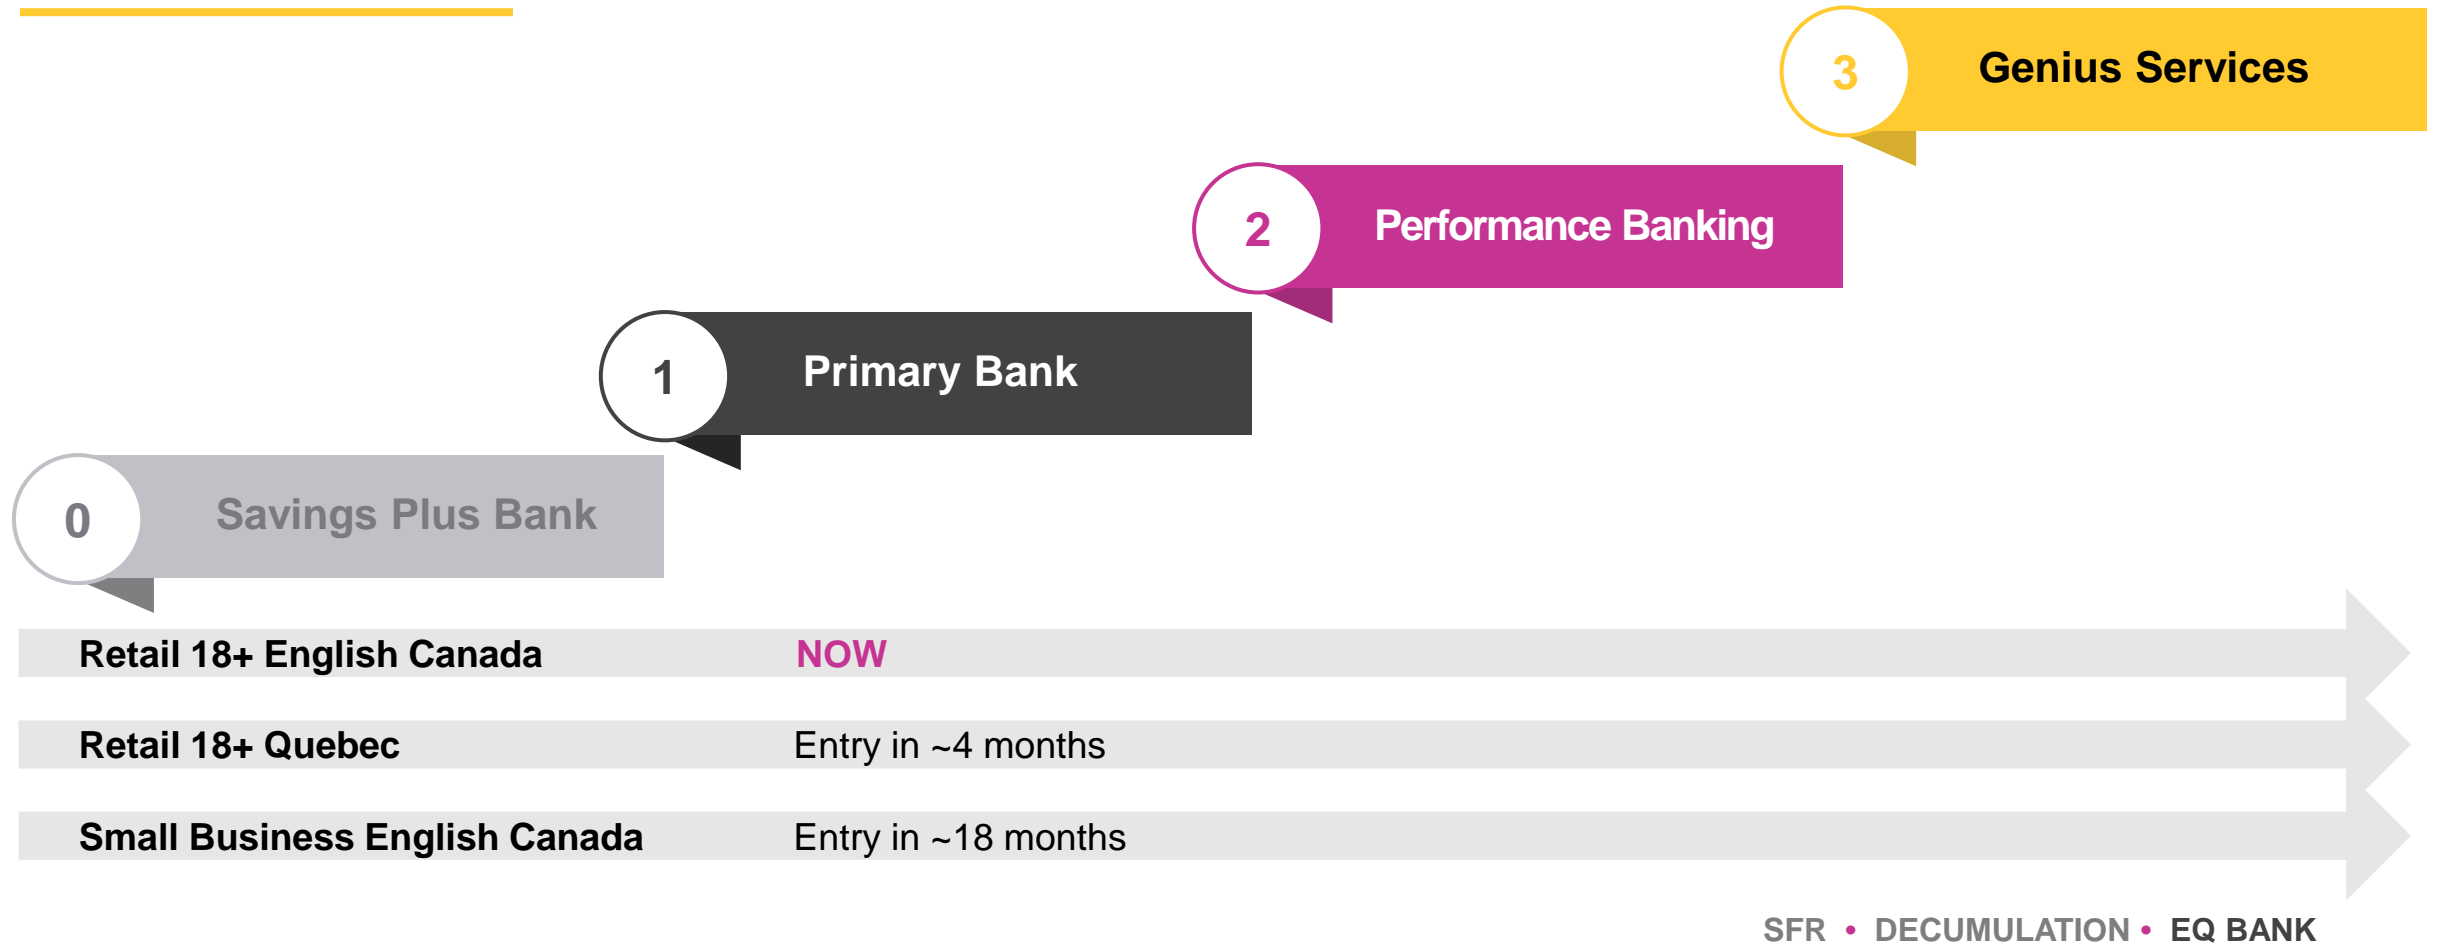 3 Genius Services
2 Performance Banking
1 Primary Bank
0 Savings Plus Bank
Retail 18+ English Canada NOW
Retail 18+ Quebec Entry in ~4 months
Small Business English Canada Entry in ~18 months
SFR • DECUMULATION • EQ BANK